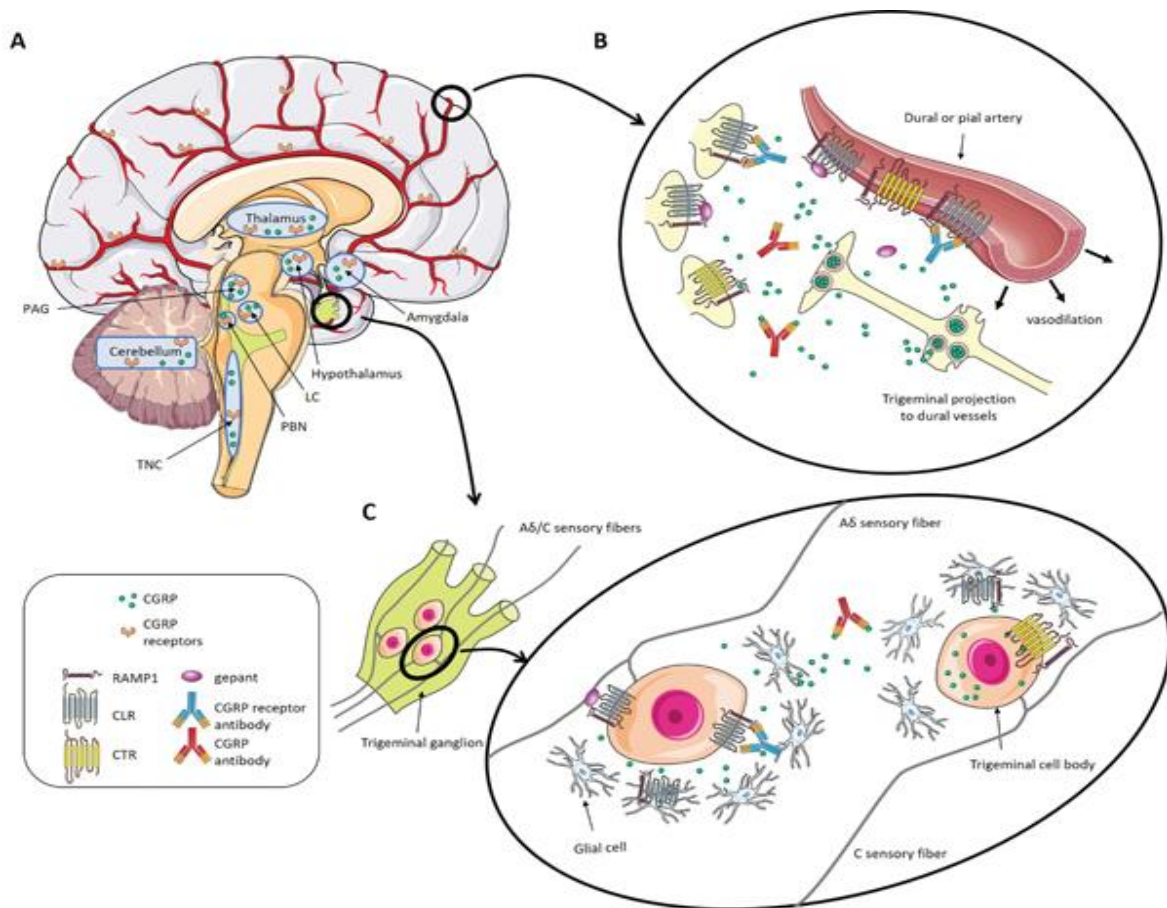 A
Thalamus
PAG
Cerebellum
Amygdala
Hypothalamus
LC
PBN
TNC
B
Dural or pial artery
vasodilation
Trigeminal projection
to dural vessels
C
Aδ/C sensory fibers
Trigeminal ganglion
Aδ sensory fiber
Trigeminal cell body
Glial cell
C sensory fiber
CGRP
CGRP
receptors
RAMP1
gepant
CLR
CGRP receptor
antibody
CTR
CGRP
antibody